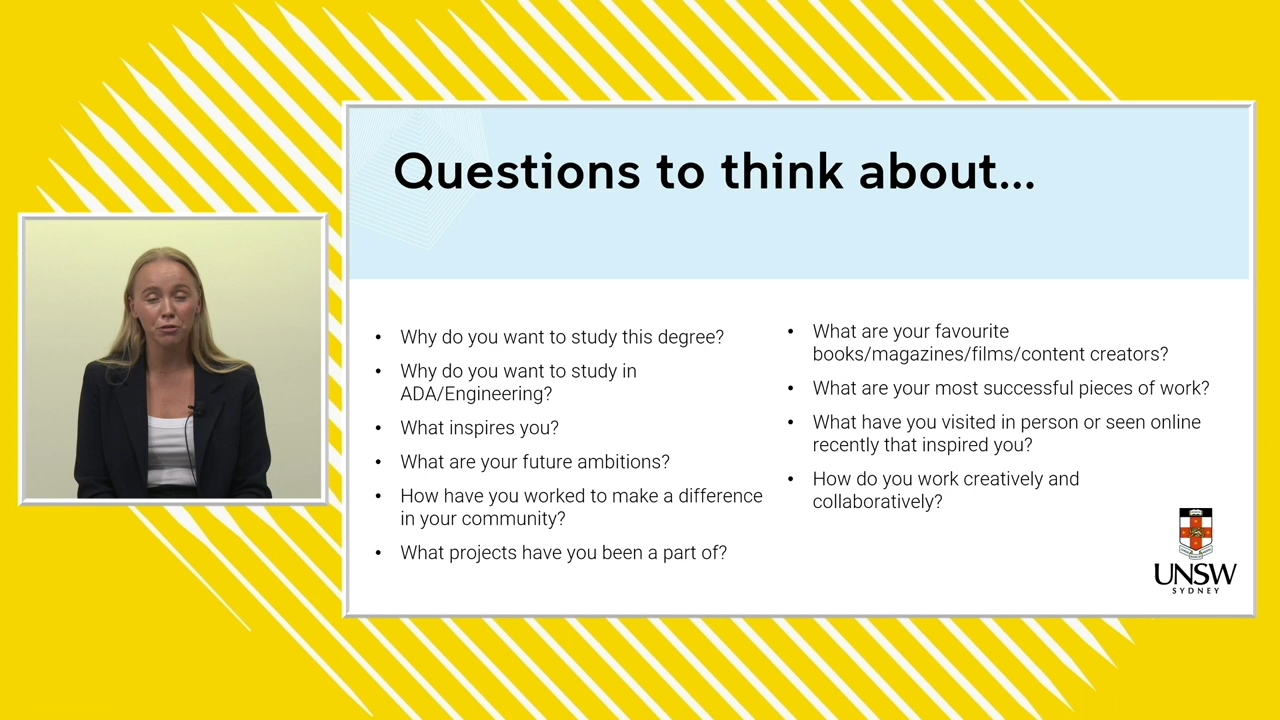 Questions to think about...
• Why do you want to study this degree?
• Why do you want to study in
ADA/Engineering?
• What inspires you?
• What are your future ambitions?
• How have you worked to make a difference
in your community?
• What projects have you been a part of?
• What are your favourite
books/magazines/films/content creators?
• What are your most successful pieces of work?
• What have you visited in person or seen online
recently that inspired you?
• How do you work creatively and
collaboratively?
UNSW
SYDNEY